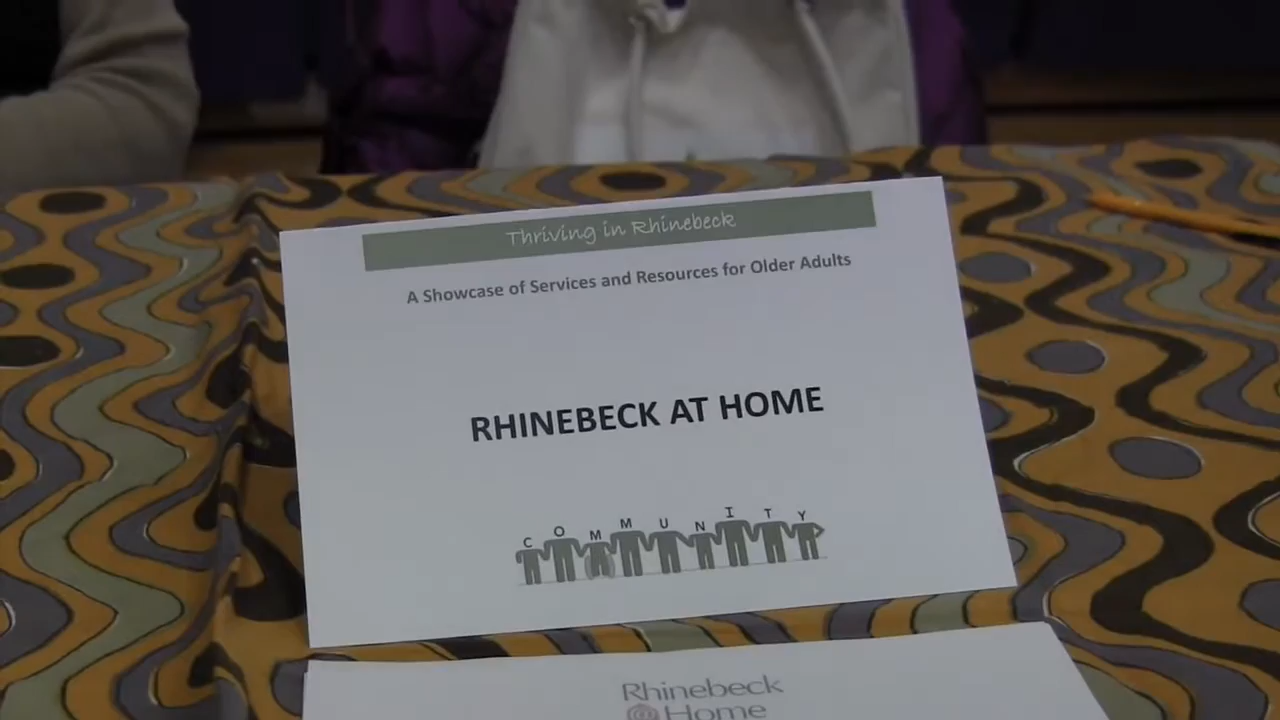 Thriving in Rhinebeck
A Showcase of Services and Resources for Older Adults
RHINEBECK AT HOME
COMMUNITY
Rhinebeck
@Home